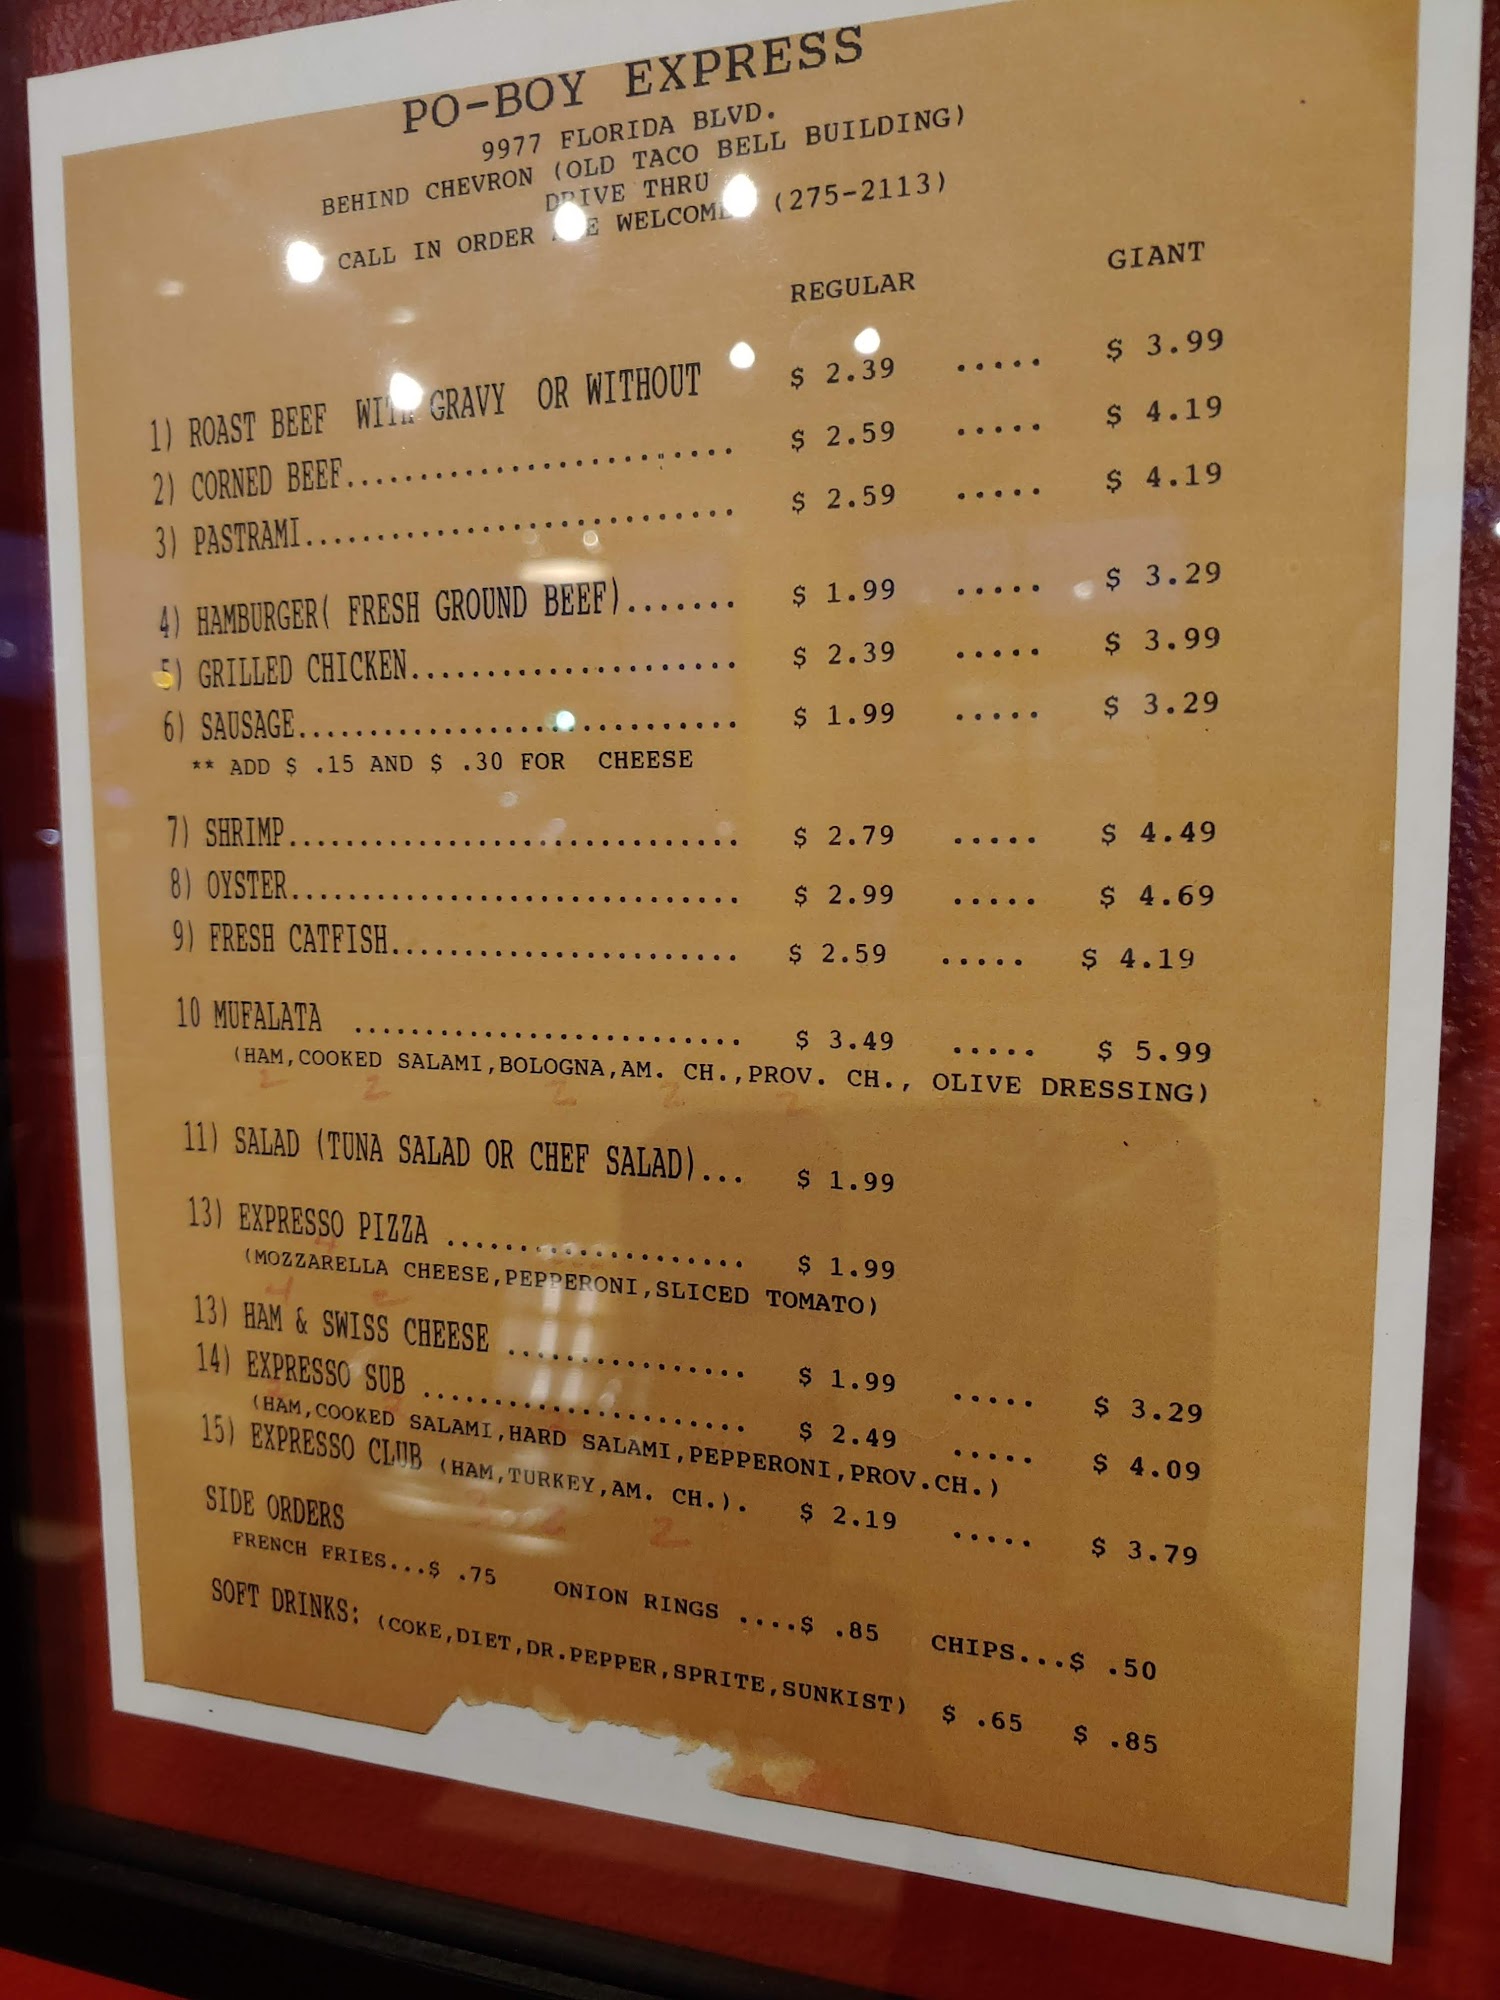 PO-BOY EXPRESS
9977 FLORIDA BLVD.
BEHIND CHEVRON (OLD TACO BELL BUILDING)
DRIVE THRU
CALL IN ORDER WELCOME (275-2113)
REGULAR GIANT
1) ROAST BEEF WITH GRAVY OR WITHOUT $ 2.39 ..... $ 3.99
2) CORNED BEEF........................... $ 2.59 ..... $ 4.19
3) PASTRAMI.............................. $ 2.59 ..... $ 4.19
4) HAMBURGER( FRESH GROUND BEEF)....... $ 1.99 ..... $ 3.29
5) GRILLED CHICKEN....................... $ 2.39 ..... $ 3.99
6) SAUSAGE............................... $ 1.99 ..... $ 3.29
** ADD $ .15 AND $ .30 FOR CHEESE
7) SHRIMP............................... $ 2.79 ..... $ 4.49
8) OYSTER............................... $ 2.99 ..... $ 4.69
9) FRESH CATFISH........................ $ 2.59 ..... $ 4.19
10 MUFALATA ........................... $ 3.49 ..... $ 5.99
(HAM,COOKED SALAMI,BOLOGNA,AM. CH.,PROV. CH., OLIVE DRESSING)
2 2 2 2 2
11) SALAD (TUNA SALAD OR CHEF SALAD)... $ 1.99
13) EXPRESSO PIZZA ..................... $ 1.99
(MOZZARELLA CHEESE,PEPPERONI,SLICED TOMATO)
13) HAM & SWISS CHEESE ................. $ 1.99 ..... $ 3.29
14) EXPRESSO SUB ....................... $ 2.49 ..... $ 4.09
(HAM,COOKED SALAMI,HARD SALAMI,PEPPERONI,PROV.CH.)
15) EXPRESSO CLUB (HAM,TURKEY,AM. CH.). $ 2.19 ..... $ 3.79
SIDE ORDERS
FRENCH FRIES...$ .75 ONION RINGS ....$ .85 CHIPS...$ .50
SOFT DRINKS: (COKE,DIET,DR.PEPPER,SPRITE,SUNKIST) $ .65 $ .85